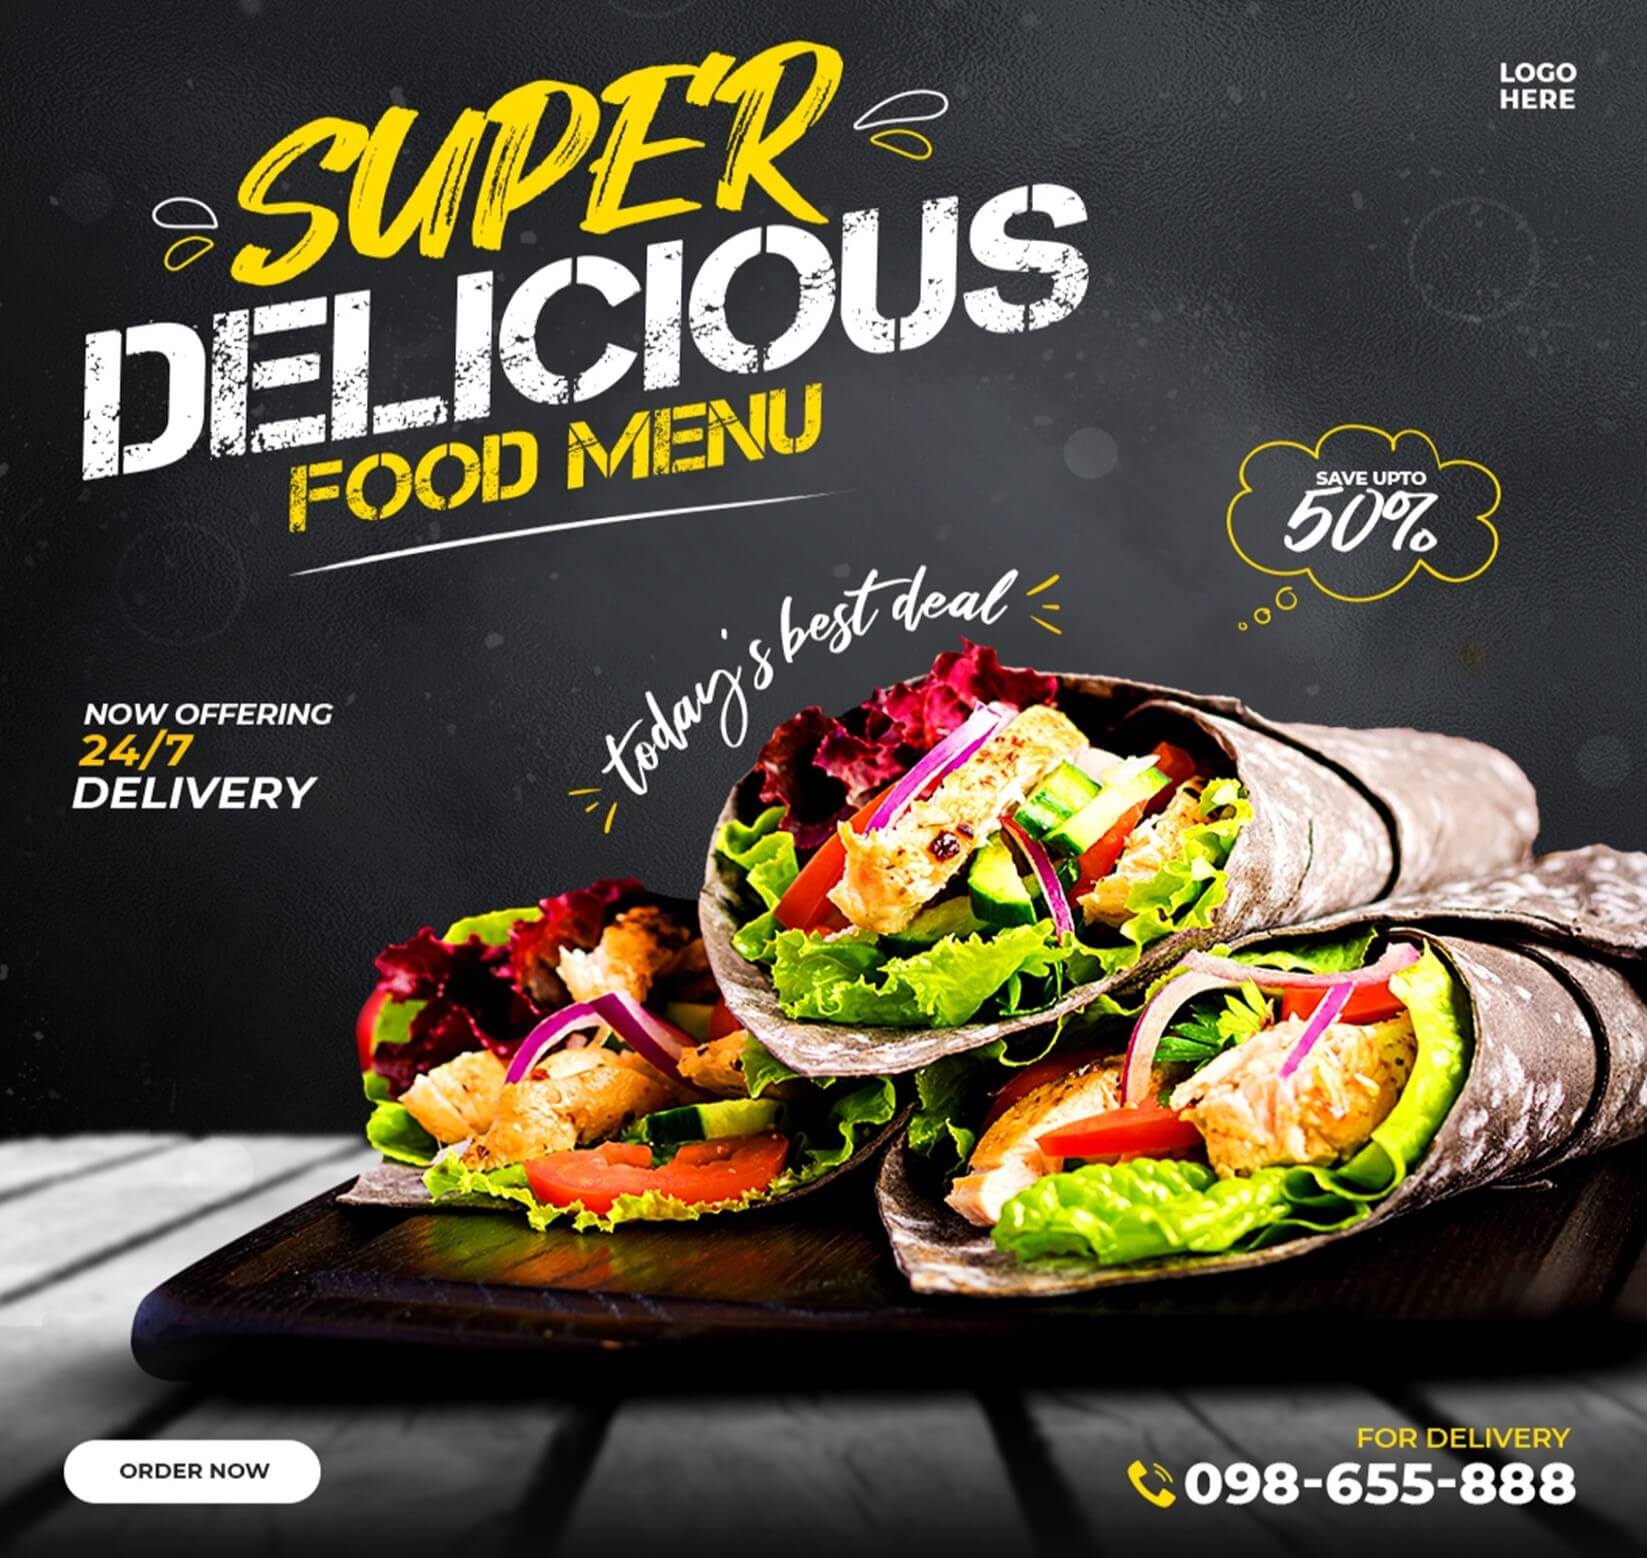 SUPER
DELICIOUS
FOOD MENU
LOGO
HERE
SAVE UPTO
50%
today's best deal
NOW OFFERING
24/7
DELIVERY
ORDER NOW
FOR DELIVERY
098-655-888